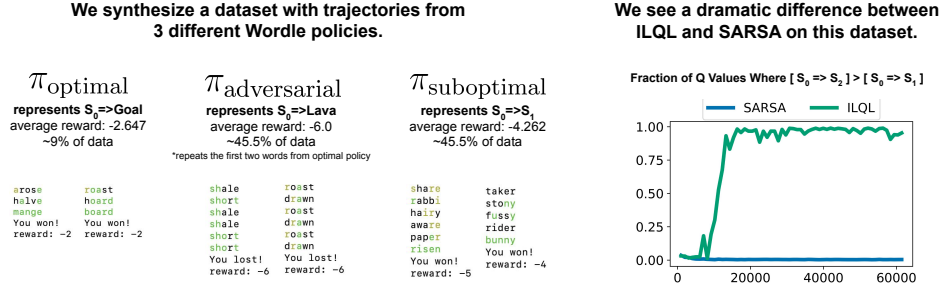 We synthesize a dataset with trajectories from
3 different Wordle policies.
π optimal
represents S0=>Goal
average reward: -2.647
~9% of data
arose
halve
mange
You won!
reward: -2
roast
hoard
board
You won!
reward: -2
π adversarial
represents S0=>Lava
average reward: -6.0
~45.5% of data
*repeats the first two words from optimal policy
shale
short
shale
shale
short
short
You lost!
reward: -6
roast
drawn
roast
drawn
roast
drawn
You lost!
reward: -6
π suboptimal
represents S0=>S1
average reward: -4.262
~45.5% of data
share
rabbi
hairy
aware
paper
risen
You won!
reward: -5
taker
stony
fussy
rider
bunny
You won!
reward: -4
We see a dramatic difference between
ILQL and SARSA on this dataset.
Fraction of Q Values Where [ S0 => S2 ] > [ S0 => S1 ]
SARSA ILQL
1.00
0.75
0.50
0.25
0.00
0 20000 40000 60000